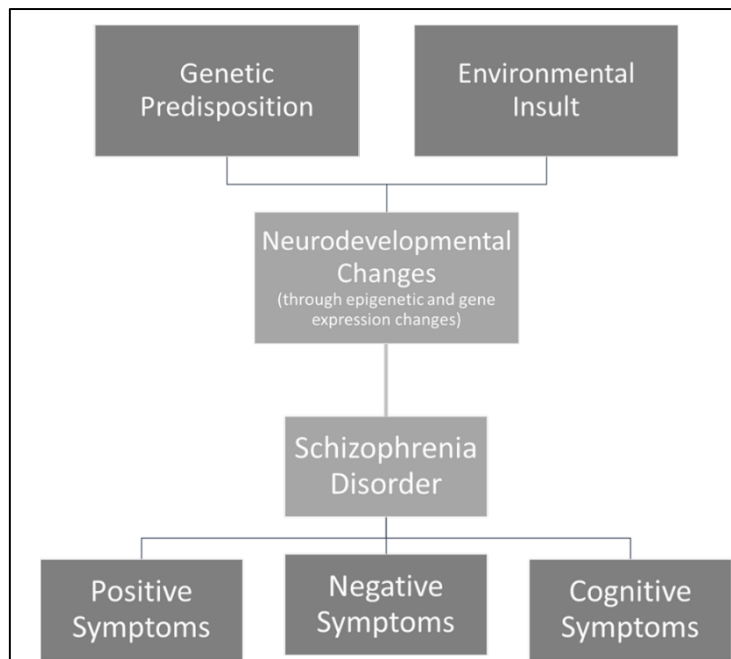 Genetic
Predisposition
Environmental
Insult
Neurodevelopmental
Changes
(through epigenetic and gene
expression changes)
Schizophrenia
Disorder
Positive
Symptoms
Negative
Symptoms
Cognitive
Symptoms